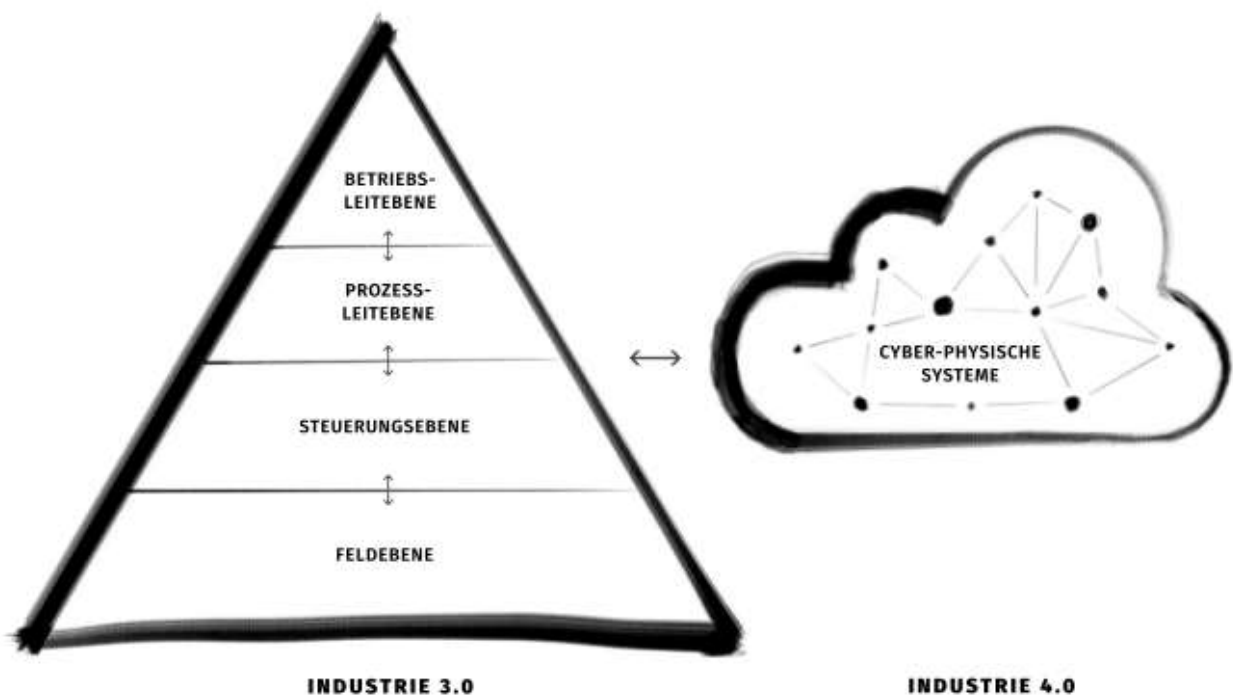 BETRIEBS-
LEITEBENE
PROZESS-
LEITEBENE
STEUERUNGSEBENE
FELDEBENE
INDUSTRIE 3.0
CYBER-PHYSISCHE
SYSTEME
INDUSTRIE 4.0